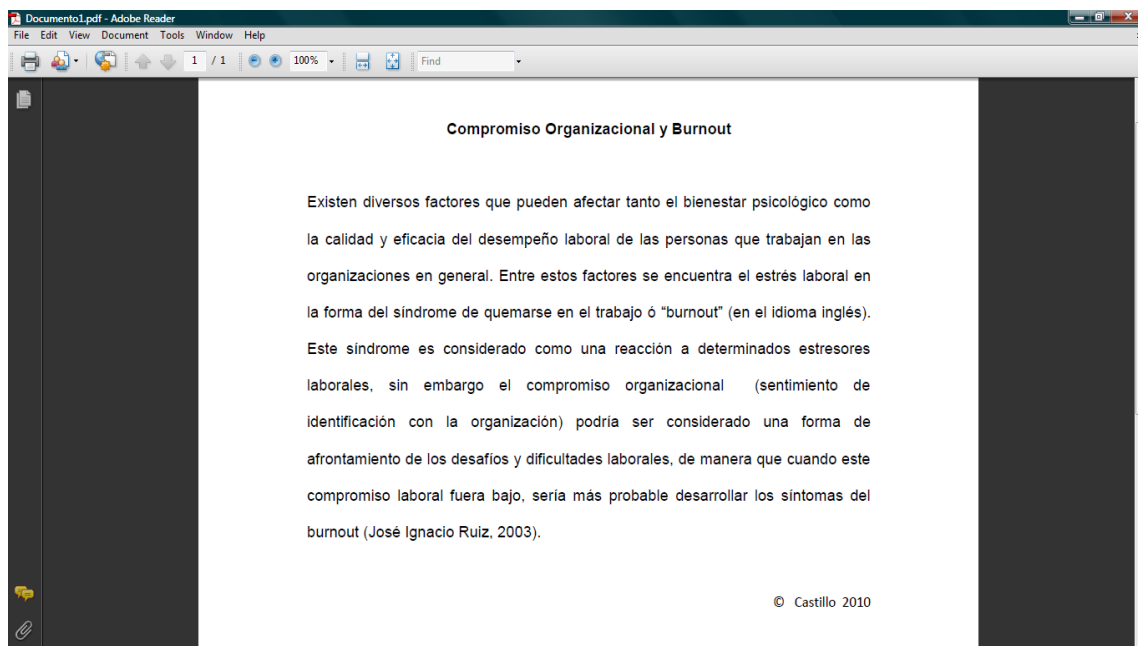 Documento1.pdf - Adobe Reader
File Edit View Document Tools Window Help
1 / 1 100% Find
Compromiso Organizacional y Burnout
Existen diversos factores que pueden afectar tanto el bienestar psicológico como
la calidad y eficacia del desempeño laboral de las personas que trabajan en las
organizaciones en general. Entre estos factores se encuentra el estrés laboral en
la forma del síndrome de quemarse en el trabajo ó “burnout” (en el idioma inglés).
Este síndrome es considerado como una reacción a determinados estresores
laborales, sin embargo el compromiso organizacional (sentimiento de
identificación con la organización) podría ser considerado una forma de
afrontamiento de los desafíos y dificultades laborales, de manera que cuando este
compromiso laboral fuera bajo, sería más probable desarrollar los síntomas del
burnout (José Ignacio Ruiz, 2003).
© Castillo 2010